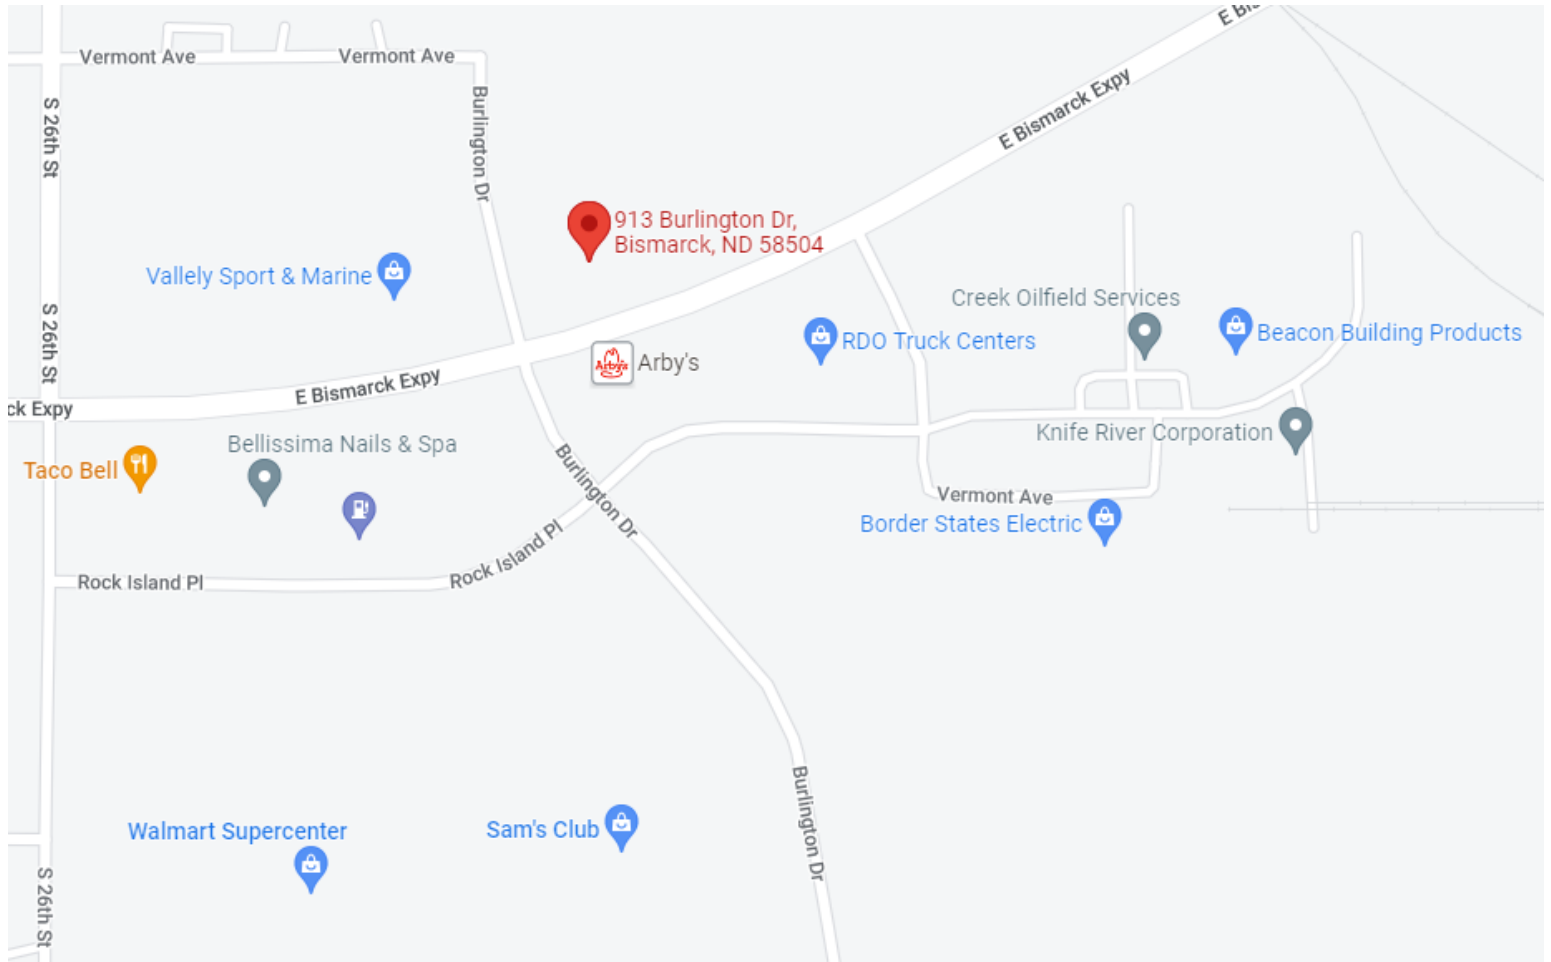 E Bis
Vermont Ave
Vermont Ave
E Bismarck Expy
Burlington Dr
S 26th St
913 Burlington Dr,
Bismarck, ND 58504
Vallely Sport & Marine
Creek Oilfield Services
S 26th St
RDO Truck Centers
Beacon Building Products
Arby's
Arby's
E Bismarck Expy
ck Expy
Knife River Corporation
Bellissima Nails & Spa
Taco Bell
Burlington Dr
Vermont Ave
Border States Electric
Rock Island Pl
Rock Island Pl
Burlington Dr
Walmart Supercenter
Sam's Club
S 26th St